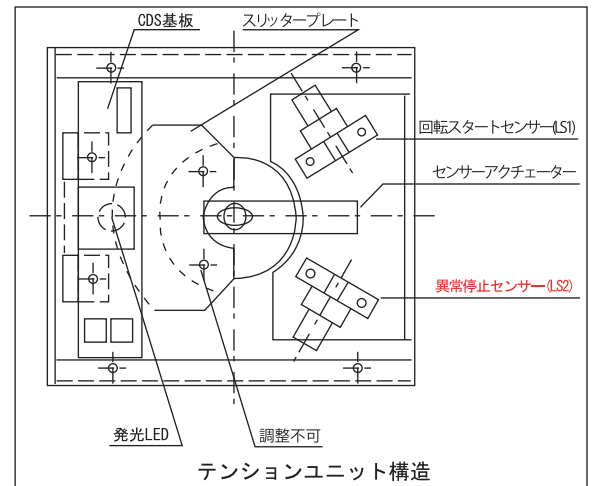 CDS基板
スリッタープレート
回転スタートセンサー(LS1)
センサーアクチェーター
異常停止センサー(LS2)
発光LED
調整不可
テンションユニット構造